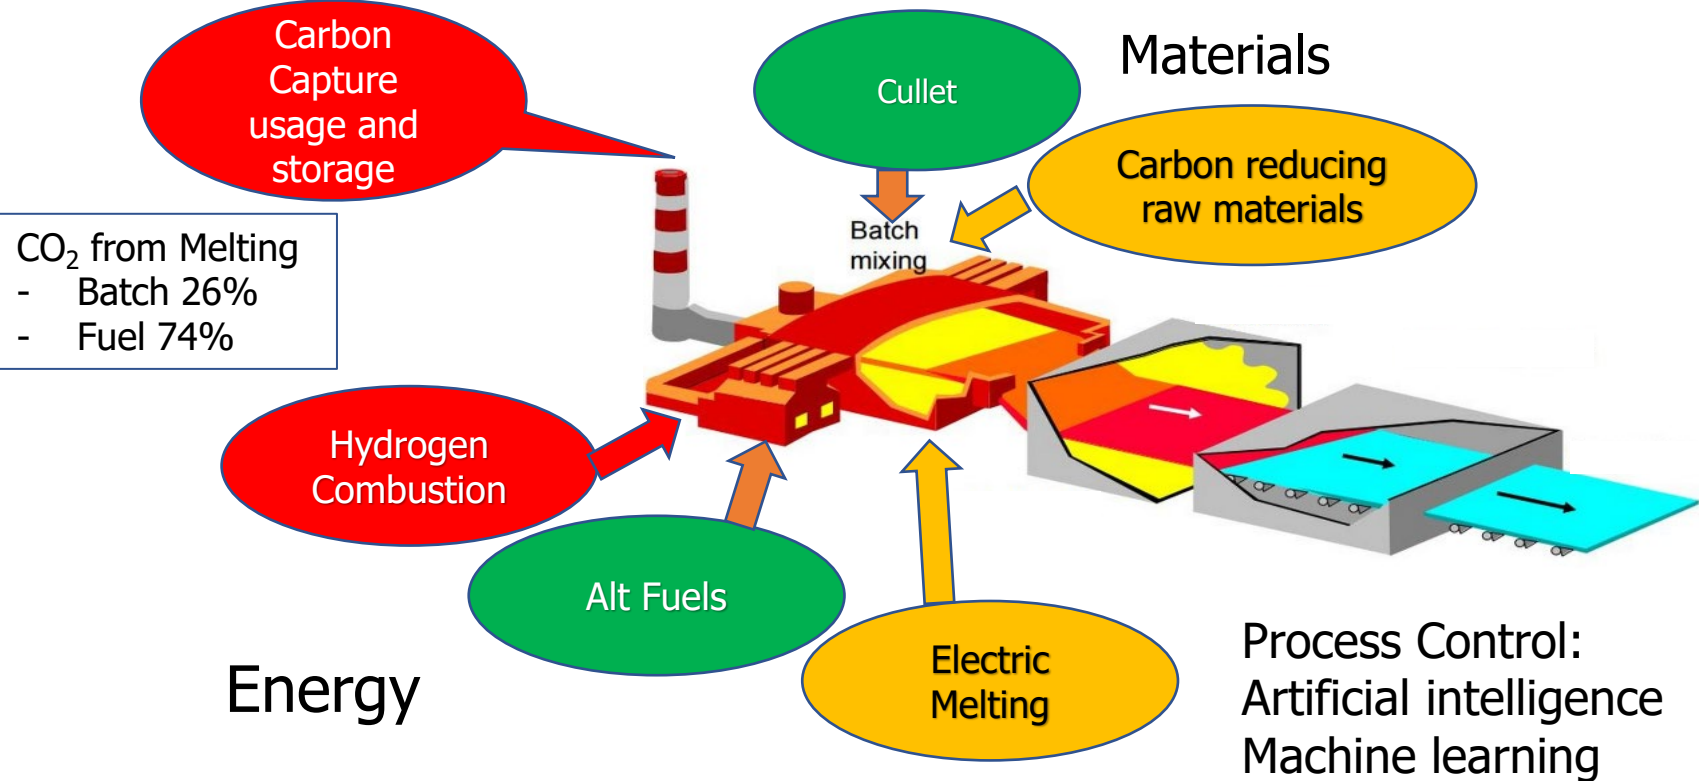 Carbon
Capture
usage and
storage
Cullet
Materials
Carbon reducing
raw materials
Batch
mixing
CO₂ from Melting
- Batch 26%
- Fuel 74%
Hydrogen
Combustion
Alt Fuels
Electric
Melting
Energy
Process Control:
Artificial intelligence
Machine learning